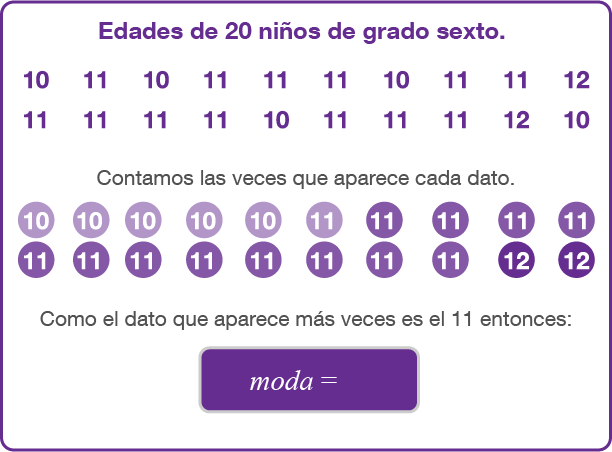 Edades de 20 niños de grado sexto.
10 11 10 11 11 11 10 11 11 12
11 11 11 11 10 11 11 11 12 10
Contamos las veces que aparece cada dato.
10 10 10 10 10 11 11 11 11 11
11 11 11 11 11 11 11 11 12 12
Como el dato que aparece más veces es el 11 entonces:
moda =